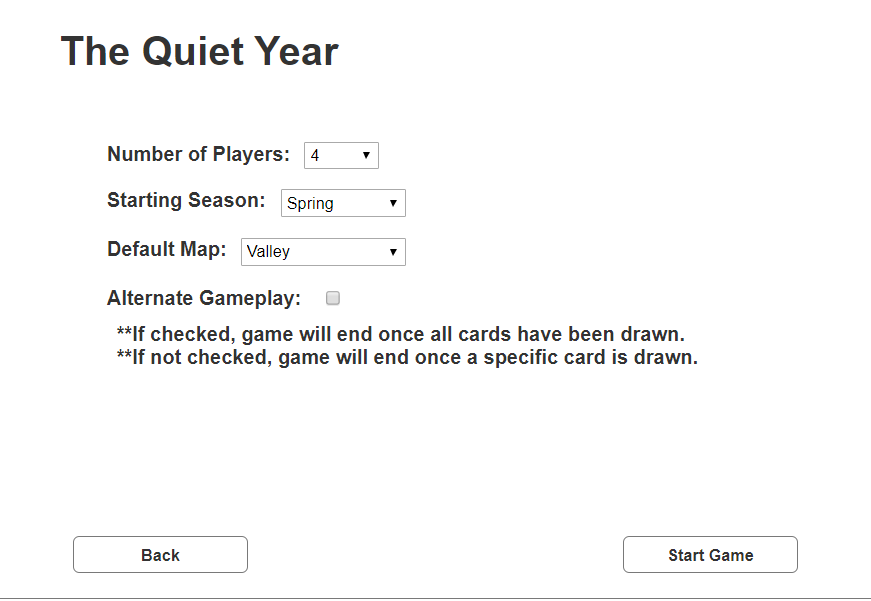 The Quiet Year
Number of Players: 4
Starting Season: Spring
Default Map: Valley
Alternate Gameplay:
**If checked, game will end once all cards have been drawn.
**If not checked, game will end once a specific card is drawn.
Back Start Game